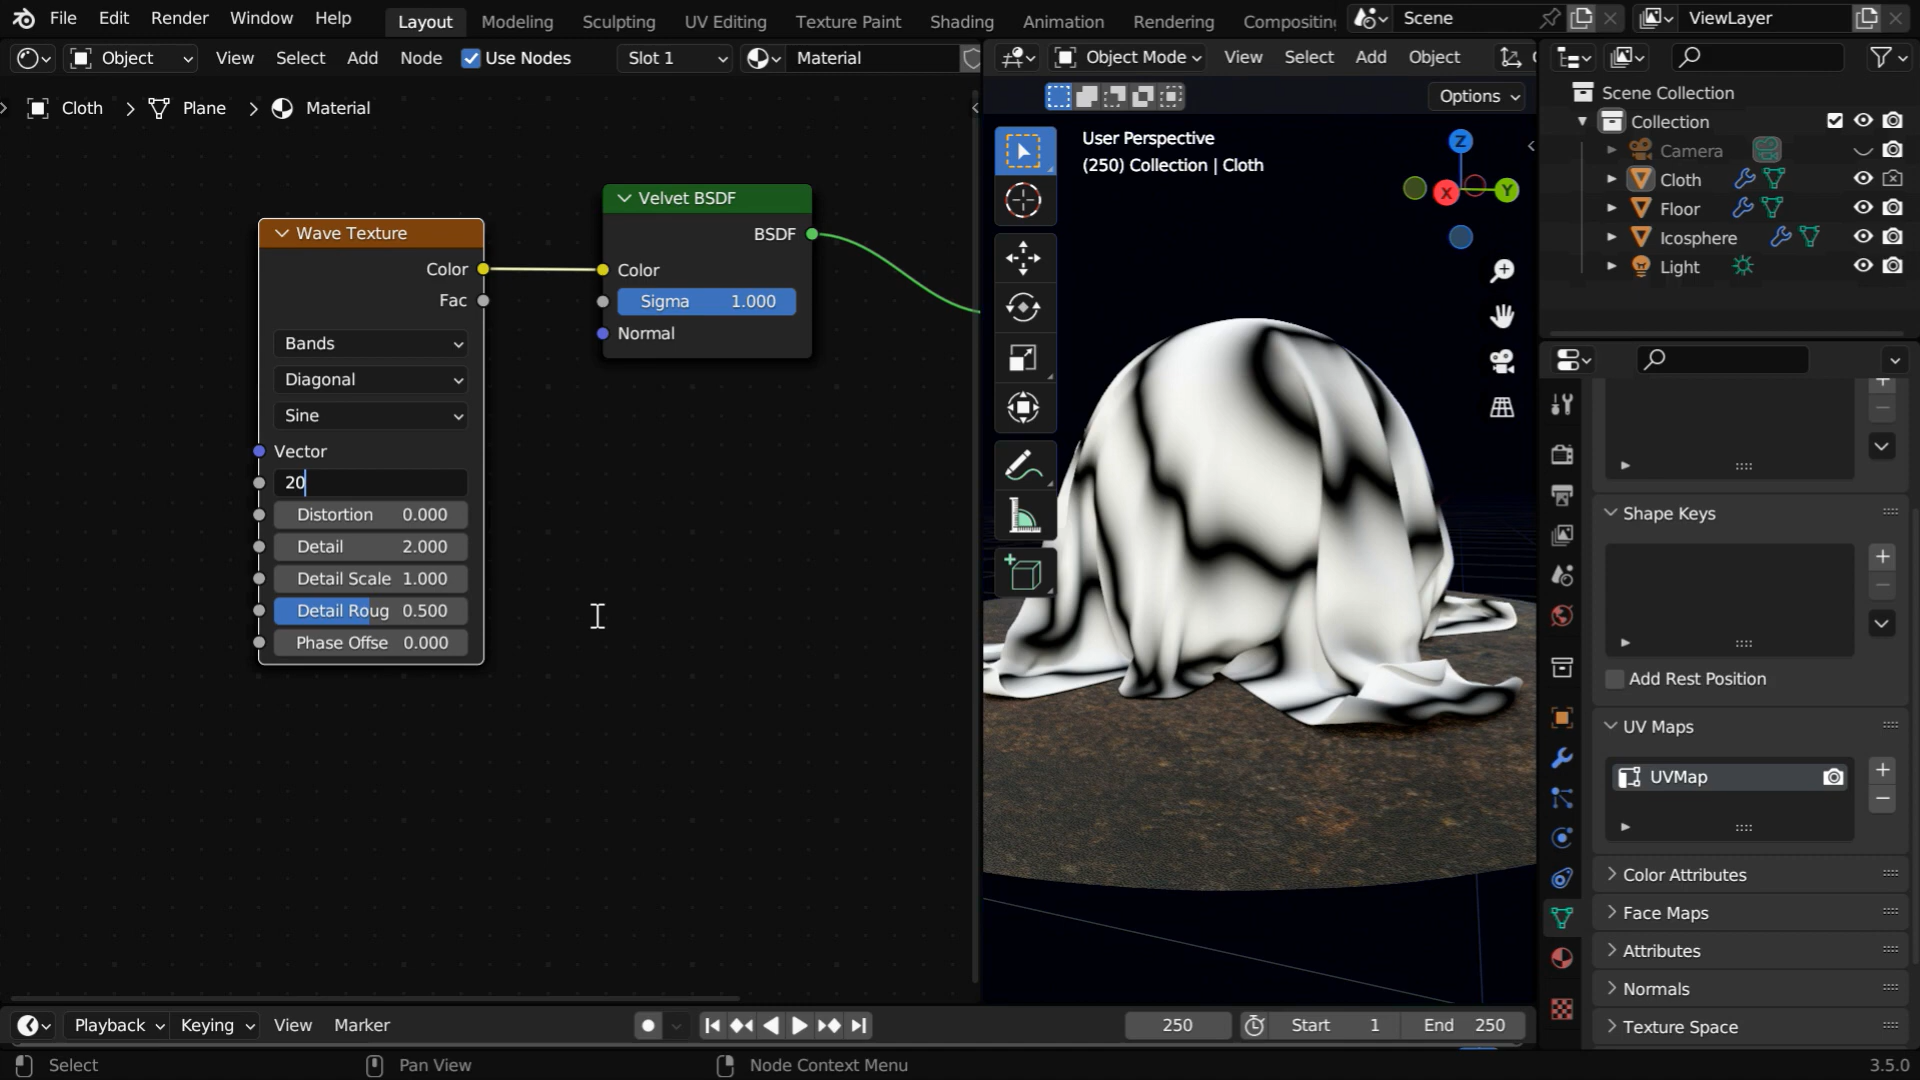 File Edit Render Window Help Layout Modeling Sculpting UV Editing Texture Paint Shading Animation Rendering Compositing Scene ViewLayer
Object View Select Add Node Use Nodes Slot 1 Material
Object Mode View Select Add Object
Cloth > Plane > Material
Options
User Perspective
(250) Collection | Cloth
Z
X
Y
Wave Texture
Color
Fac
Bands
Diagonal
Sine
Vector
20
Distortion 0.000
Detail 2.000
Detail Scale 1.000
Detail Roug 0.500
Phase Offse 0.000
Velvet BSDF
BSDF
Color
Sigma 1.000
Normal
Scene Collection
Collection
Camera
Cloth
Floor
Icosphere
Light
Shape Keys
Add Rest Position
UV Maps
UVMap
Color Attributes
Face Maps
Attributes
Normals
Texture Space
Playback Keying View Marker 250 Start 1 End 250
Select Pan View Node Context Menu 3.5.0